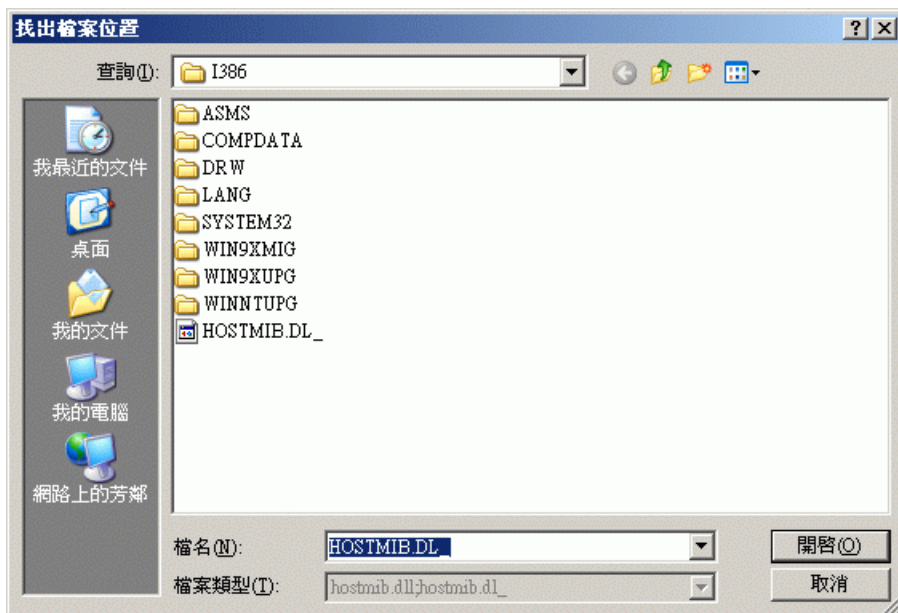 找出檔案位置
查詢(I): I386
ASMS
COMPDATA
DRW
LANG
SYSTEM32
WIN9XMIG
WIN9XUPG
WINNTUPG
HOSTMIB.DL_
我最近的文件
桌面
我的文件
我的電腦
網路上的芳鄰
檔名(N): HOSTMIB.DL_ 開啓(O)
檔案類型(T): hostmib.dll;hostmib.dl_ 取消